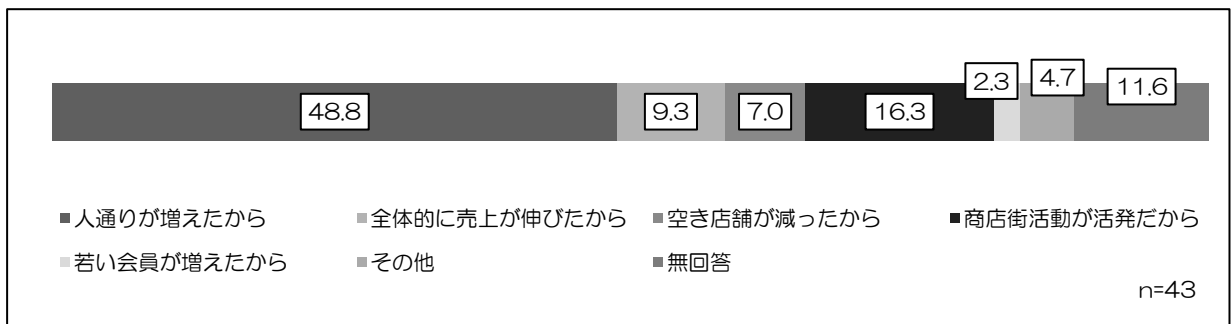 48.8 9.3 7.0 16.3 2.3 4.7 11.6
■人通りが増えたから ■全体的に売上が伸びたから ■空き店舗が減ったから ■商店街活動が活発だから
■若い会員が増えたから ■その他 ■無回答
n=43